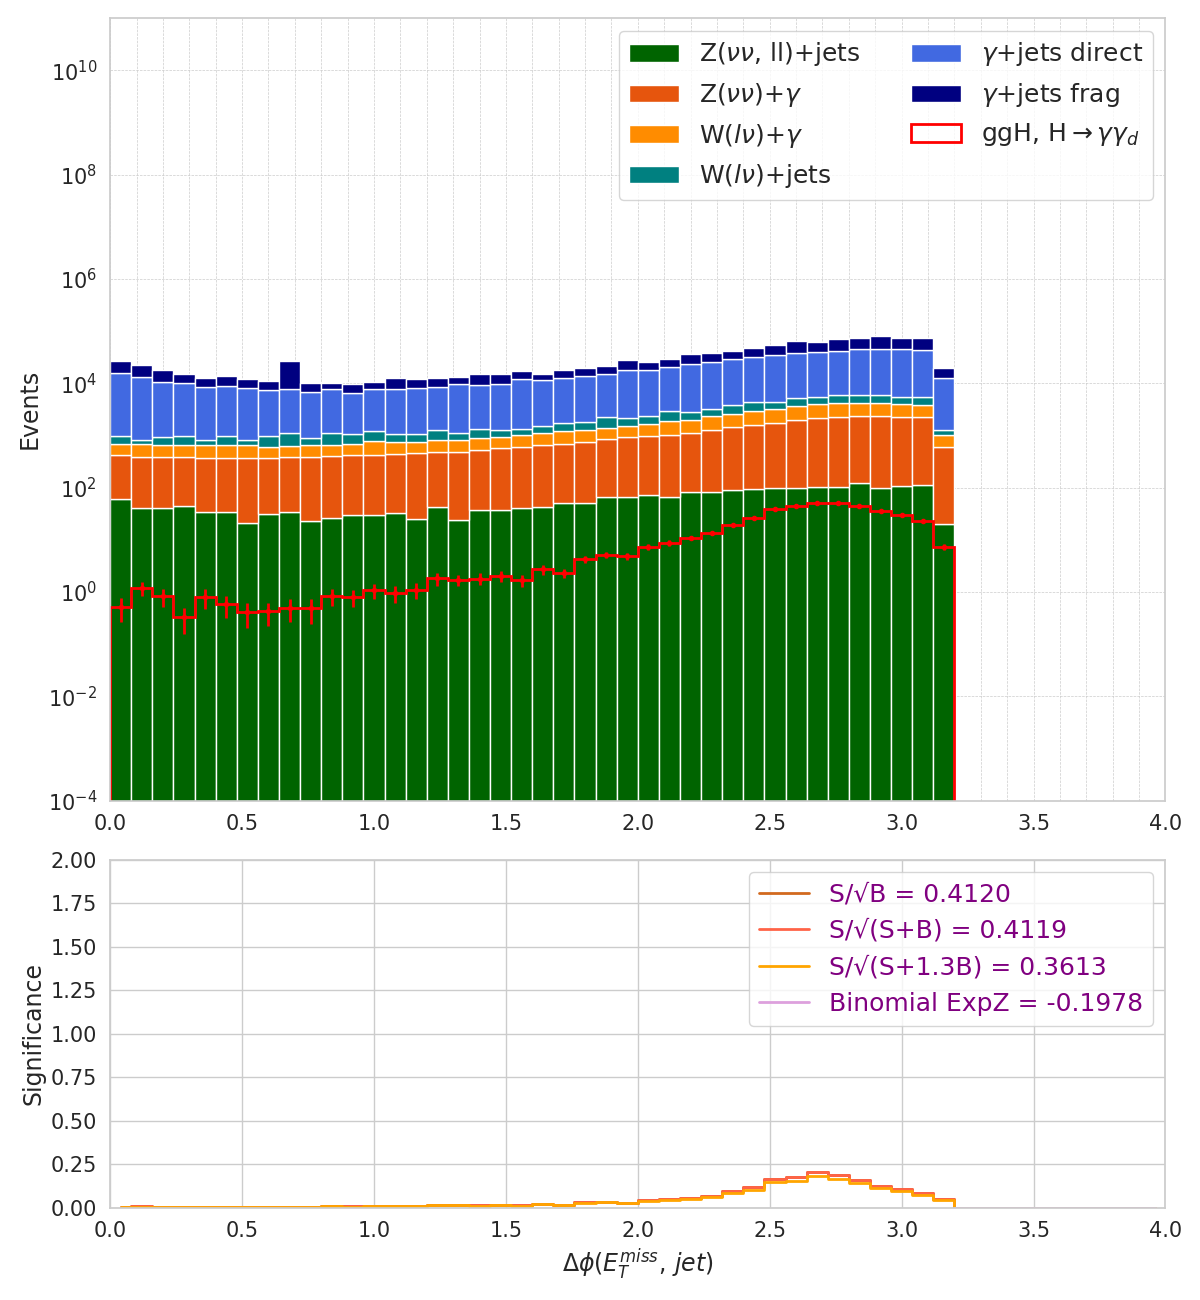 Z(νν, ll)+jets
Z(νν)+γ
W(lν)+γ
W(lν)+jets
γ+jets direct
γ+jets frag
ggH, H→γγ_d
Events
10^10
10^8
10^6
10^4
10^2
10^0
10^−2
10^−4
0.0 0.5 1.0 1.5 2.0 2.5 3.0 3.5 4.0
S/√B = 0.4120
S/√(S+B) = 0.4119
S/√(S+1.3B) = 0.3613
Binomial ExpZ = -0.1978
Significance
2.00
1.75
1.50
1.25
1.00
0.75
0.50
0.25
0.00
0.0 0.5 1.0 1.5 2.0 2.5 3.0 3.5 4.0
Δϕ(E_T^miss, jet)